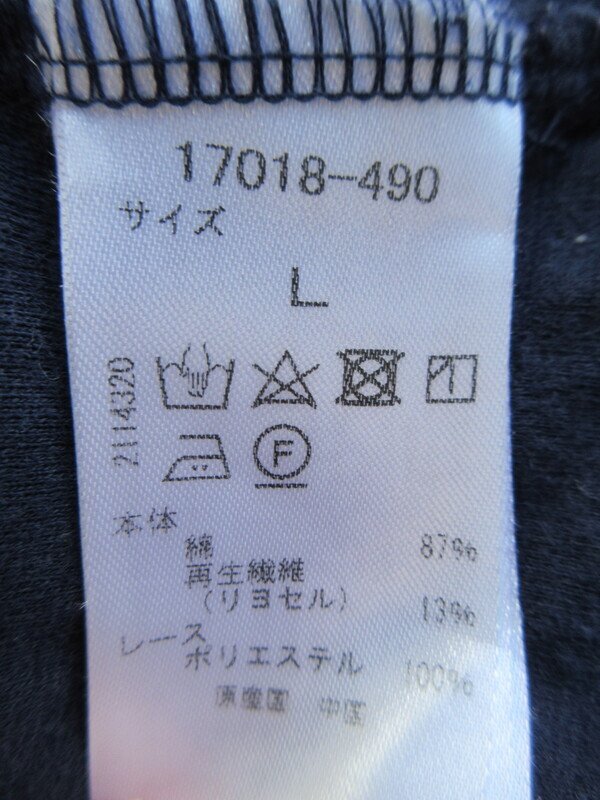 17018-490
サイズ
L
2114320
F
本体
綿 87%
再生繊維
(リヨセル) 13%
レース
ポリエステル 100%
原産国 中国